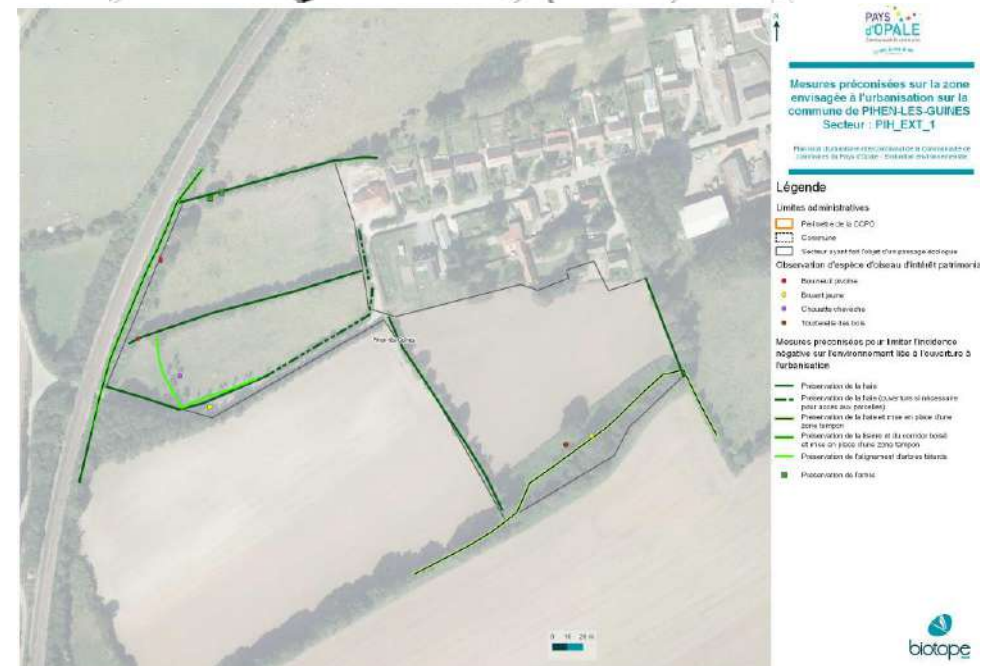 N
PAYS
d'OPALE
Mesures préconisées sur la zone
envisagée à l'urbanisation sur la
commune de PIHEN-LES-GUINES
Secteur : PIH_EXT_1
Légende
Limites administratives
Périmètre de la CCPO
Commune
Secteur ayant fait l'objet d'un passage écologue
Observation d'espèce d'oiseau d'intérêt patrimonia
Bouvreuil pivoine
Bruant jaune
Chouette chevêche
Tourterelle des bois
Mesures préconisées pour limiter l'incidence
négative sur l'environnement liée à l'ouverture à
l'urbanisation
Préservation de la haie
Préservation de la haie (ouverture si nécessaire
pour accès aux parcelles)
Préservation de la haie et mise en place d'une
zone tampon
Préservation de la lisière et du corridor boisé
et mise en place d'une zone tampon
Préservation de l'alignement d'arbres têtards
Préservation de l'orme
biotope